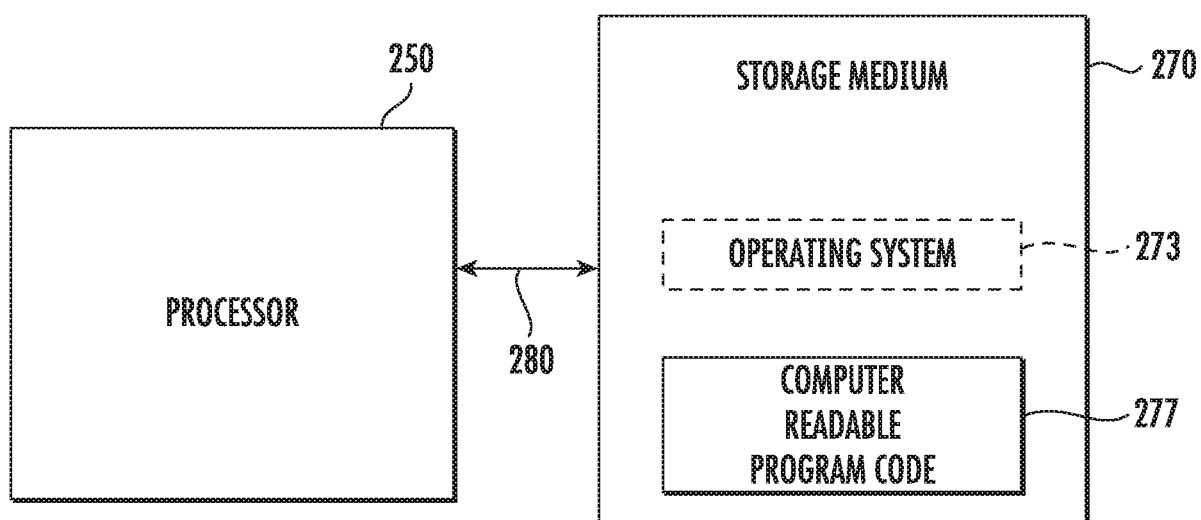 250
STORAGE MEDIUM
270
OPERATING SYSTEM
273
PROCESSOR
280
COMPUTER
READABLE
PROGRAM CODE
277